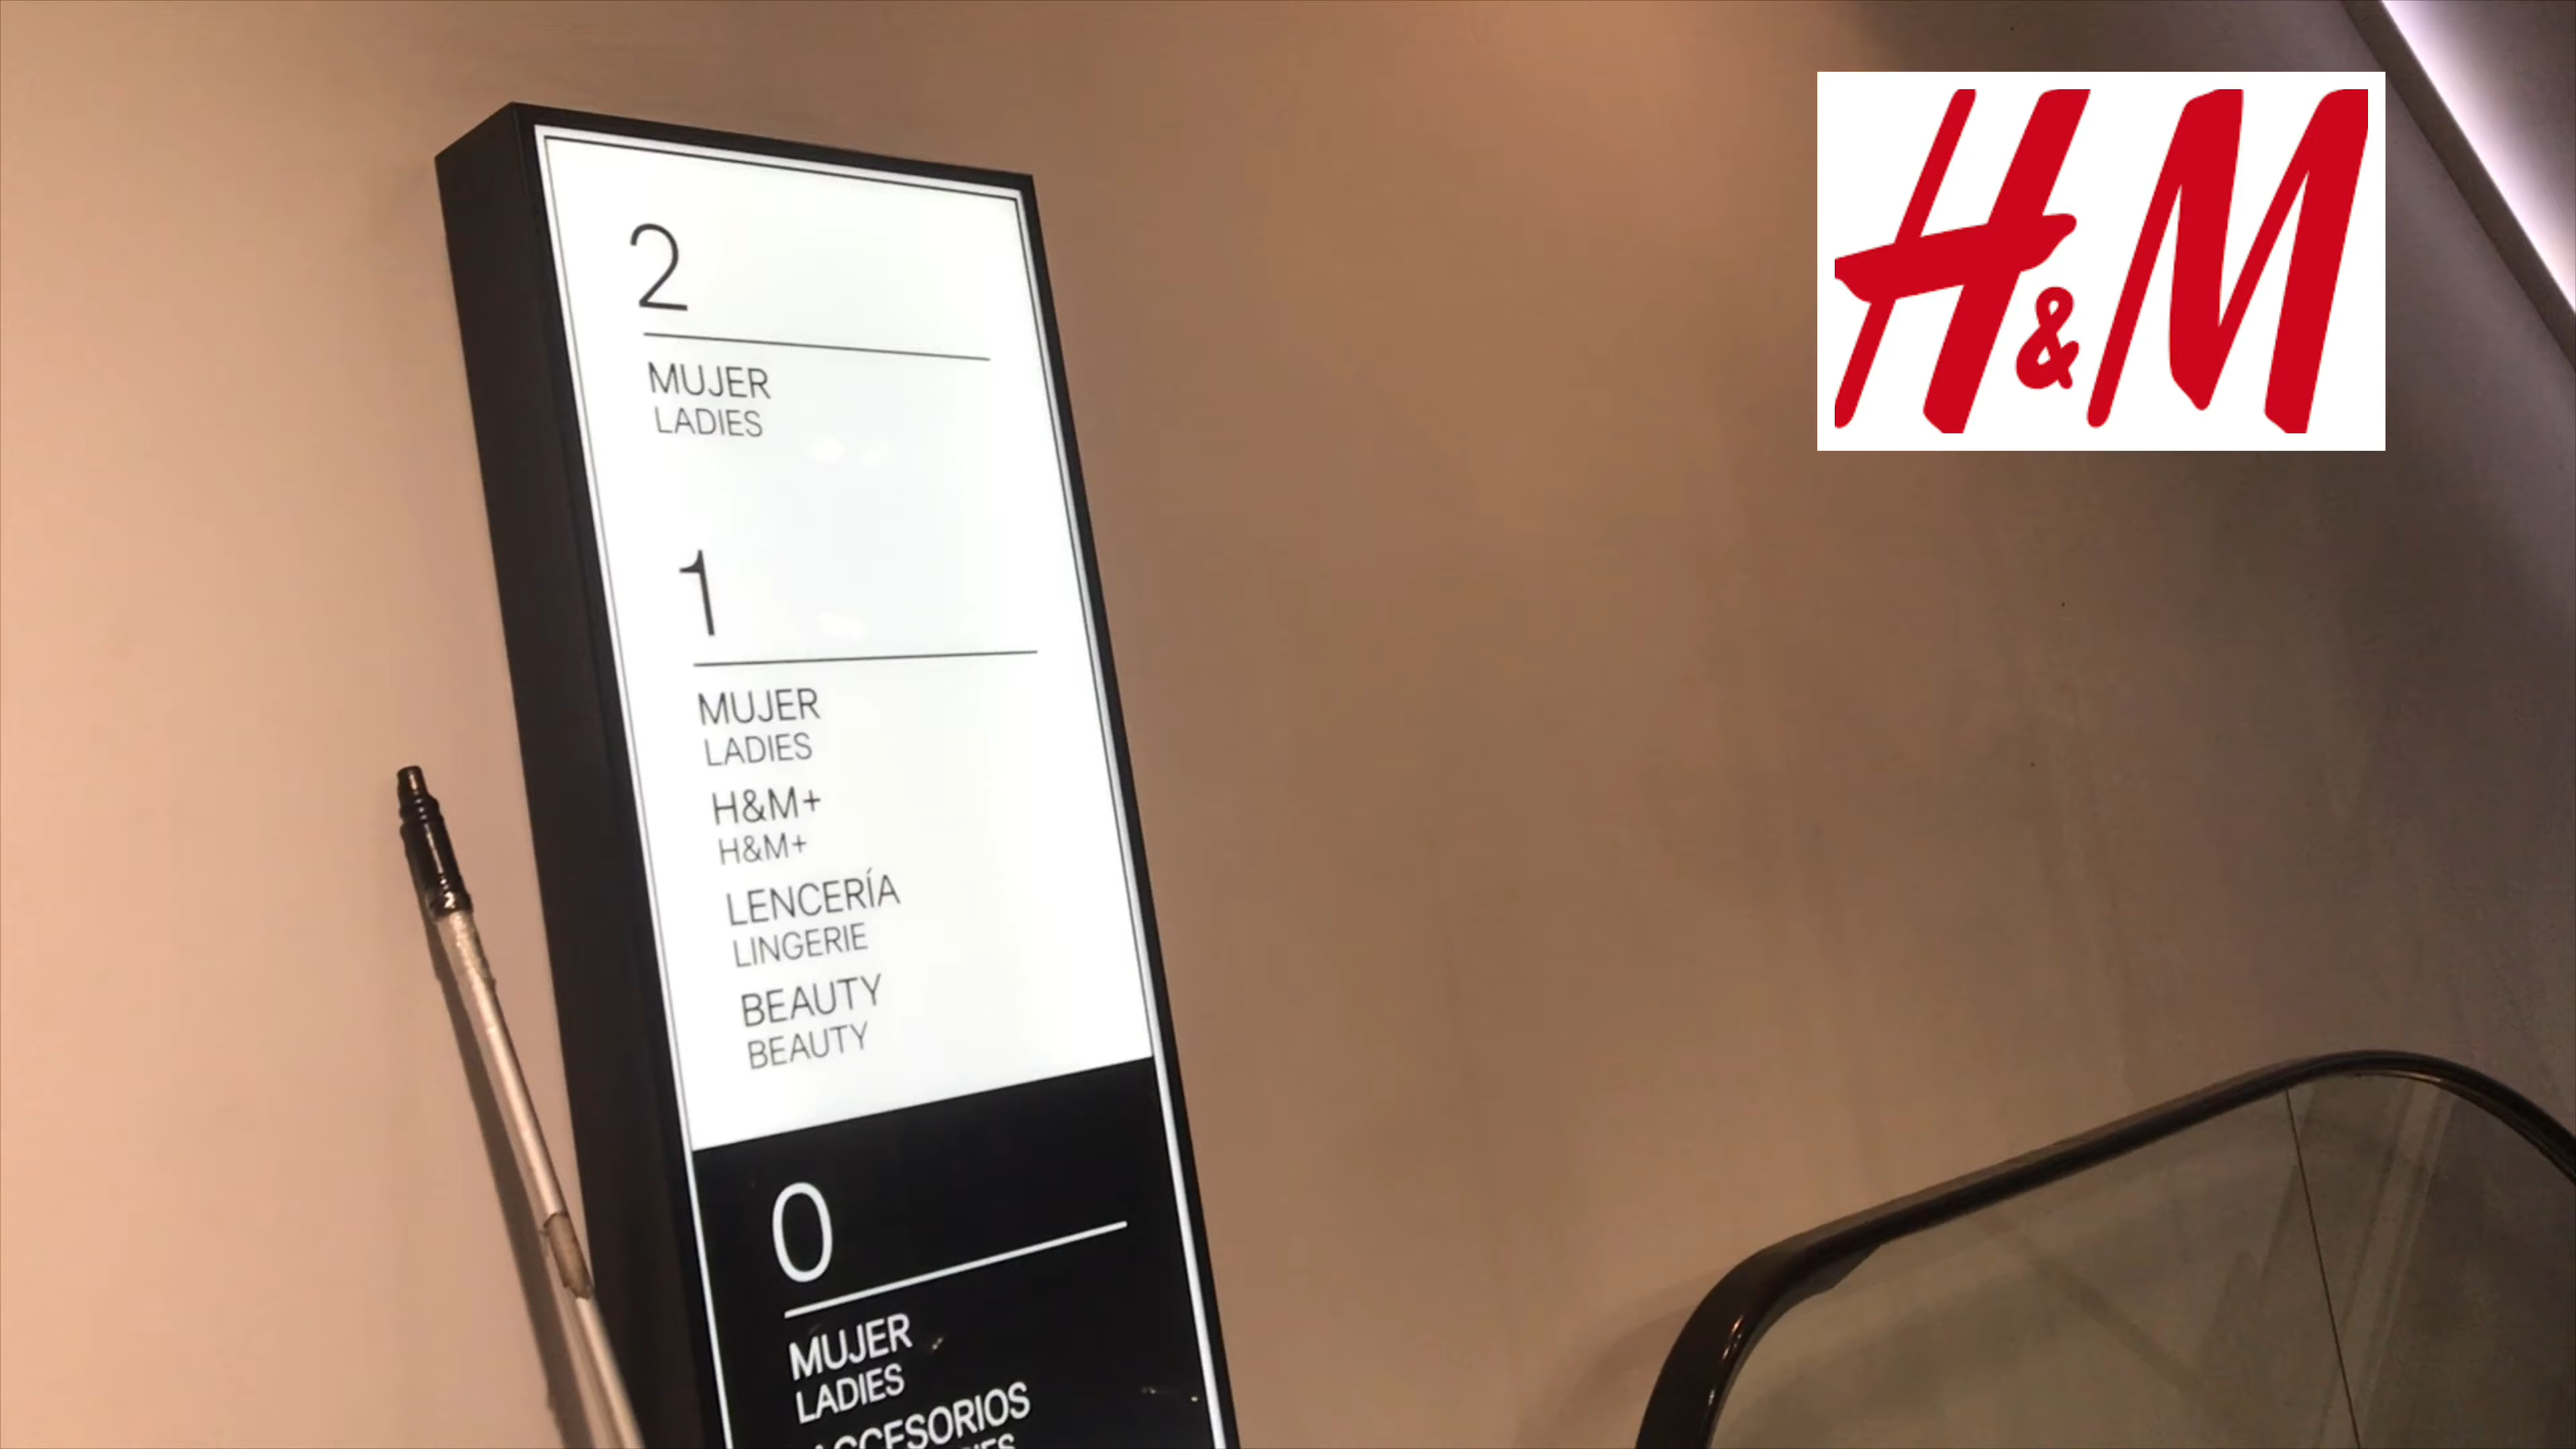 H&M
2
MUJER
LADIES
1
MUJER
LADIES
H&M+
H&M+
LENCERÍA
LINGERIE
BEAUTY
BEAUTY
0
MUJER
LADIES
ACCESORIOS